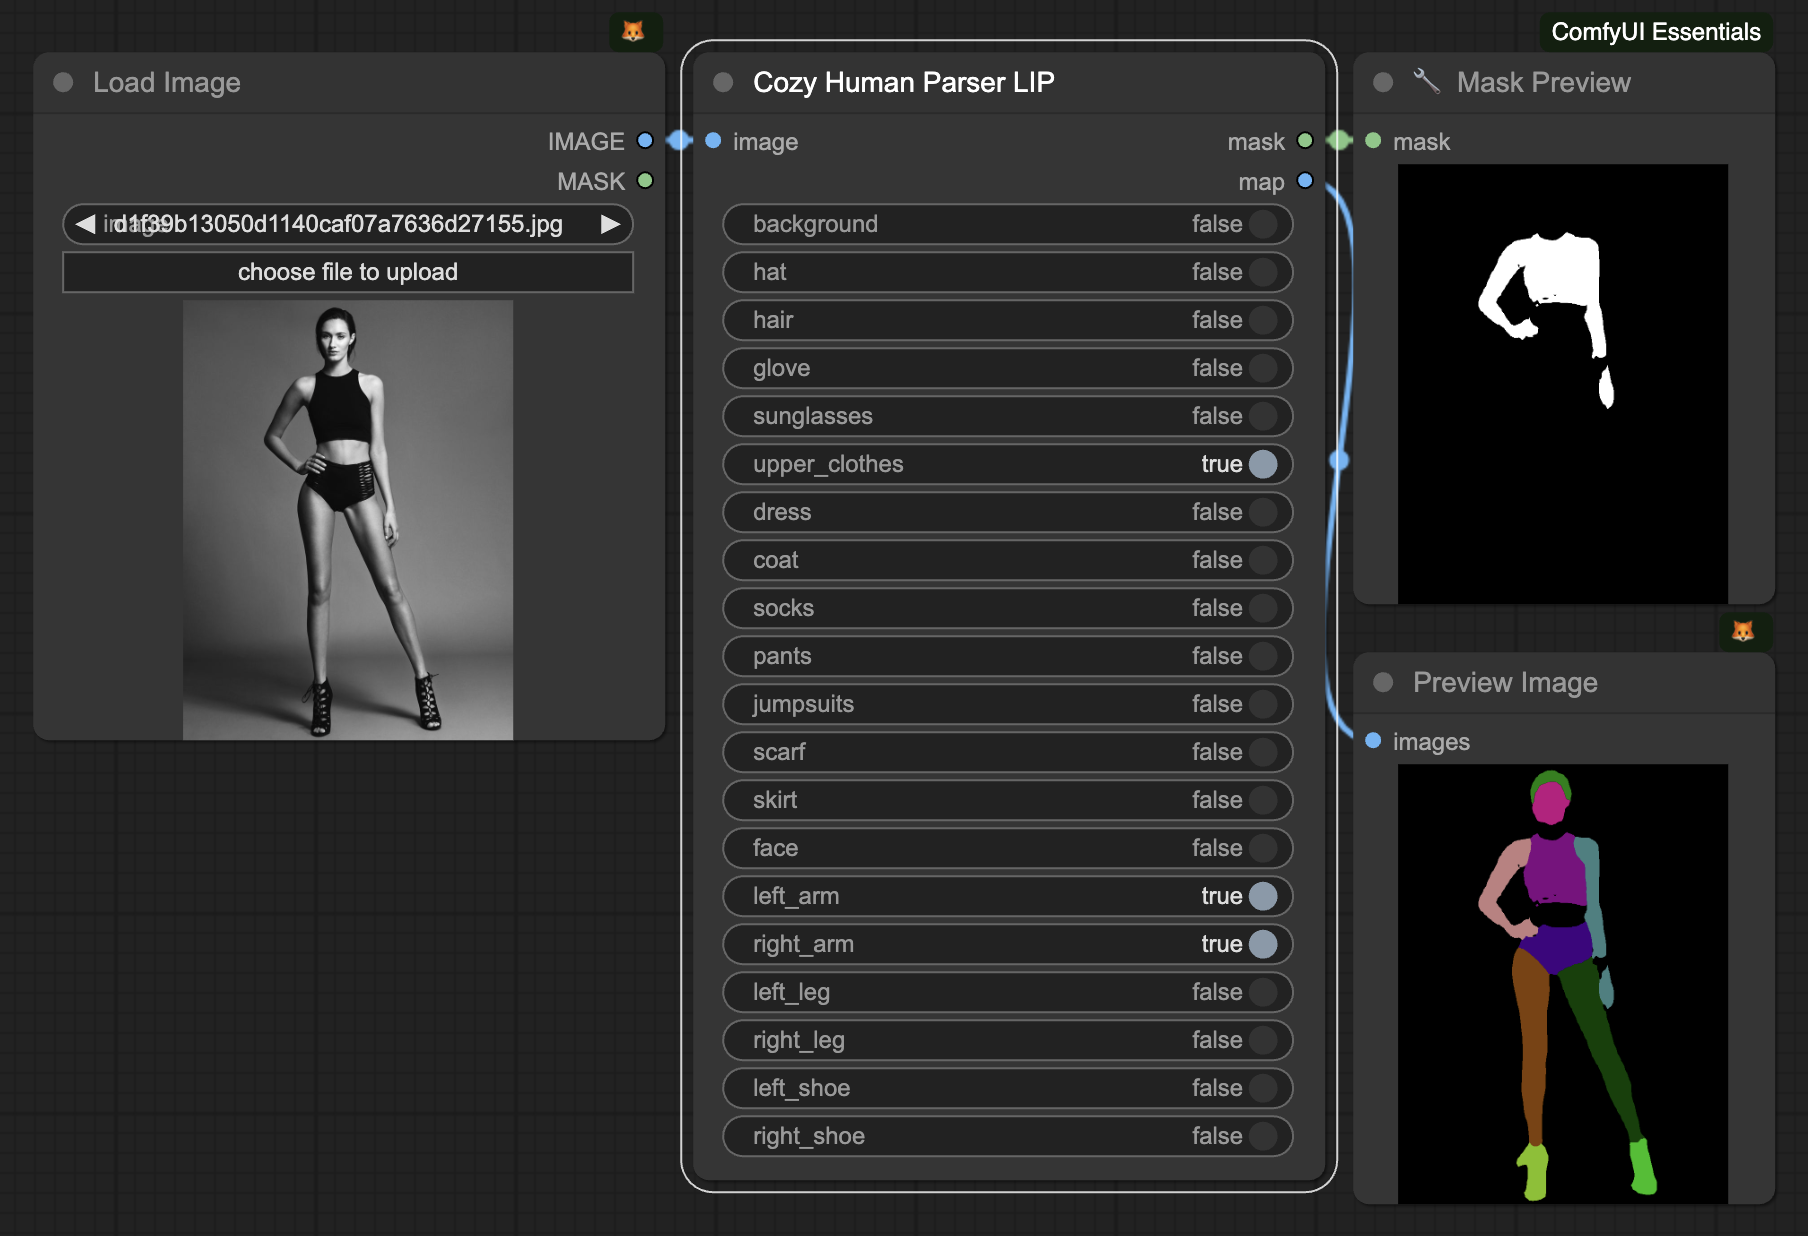 Load Image
IMAGE
MASK
d1f39b13050d1140caf07a7636d27155.jpg
choose file to upload
Cozy Human Parser LIP
image mask
map
background false
hat false
hair false
glove false
sunglasses false
upper_clothes true
dress false
coat false
socks false
pants false
jumpsuits false
scarf false
skirt false
face false
left_arm true
right_arm true
left_leg false
right_leg false
left_shoe false
right_shoe false
ComfyUI Essentials
Mask Preview
mask
Preview Image
images